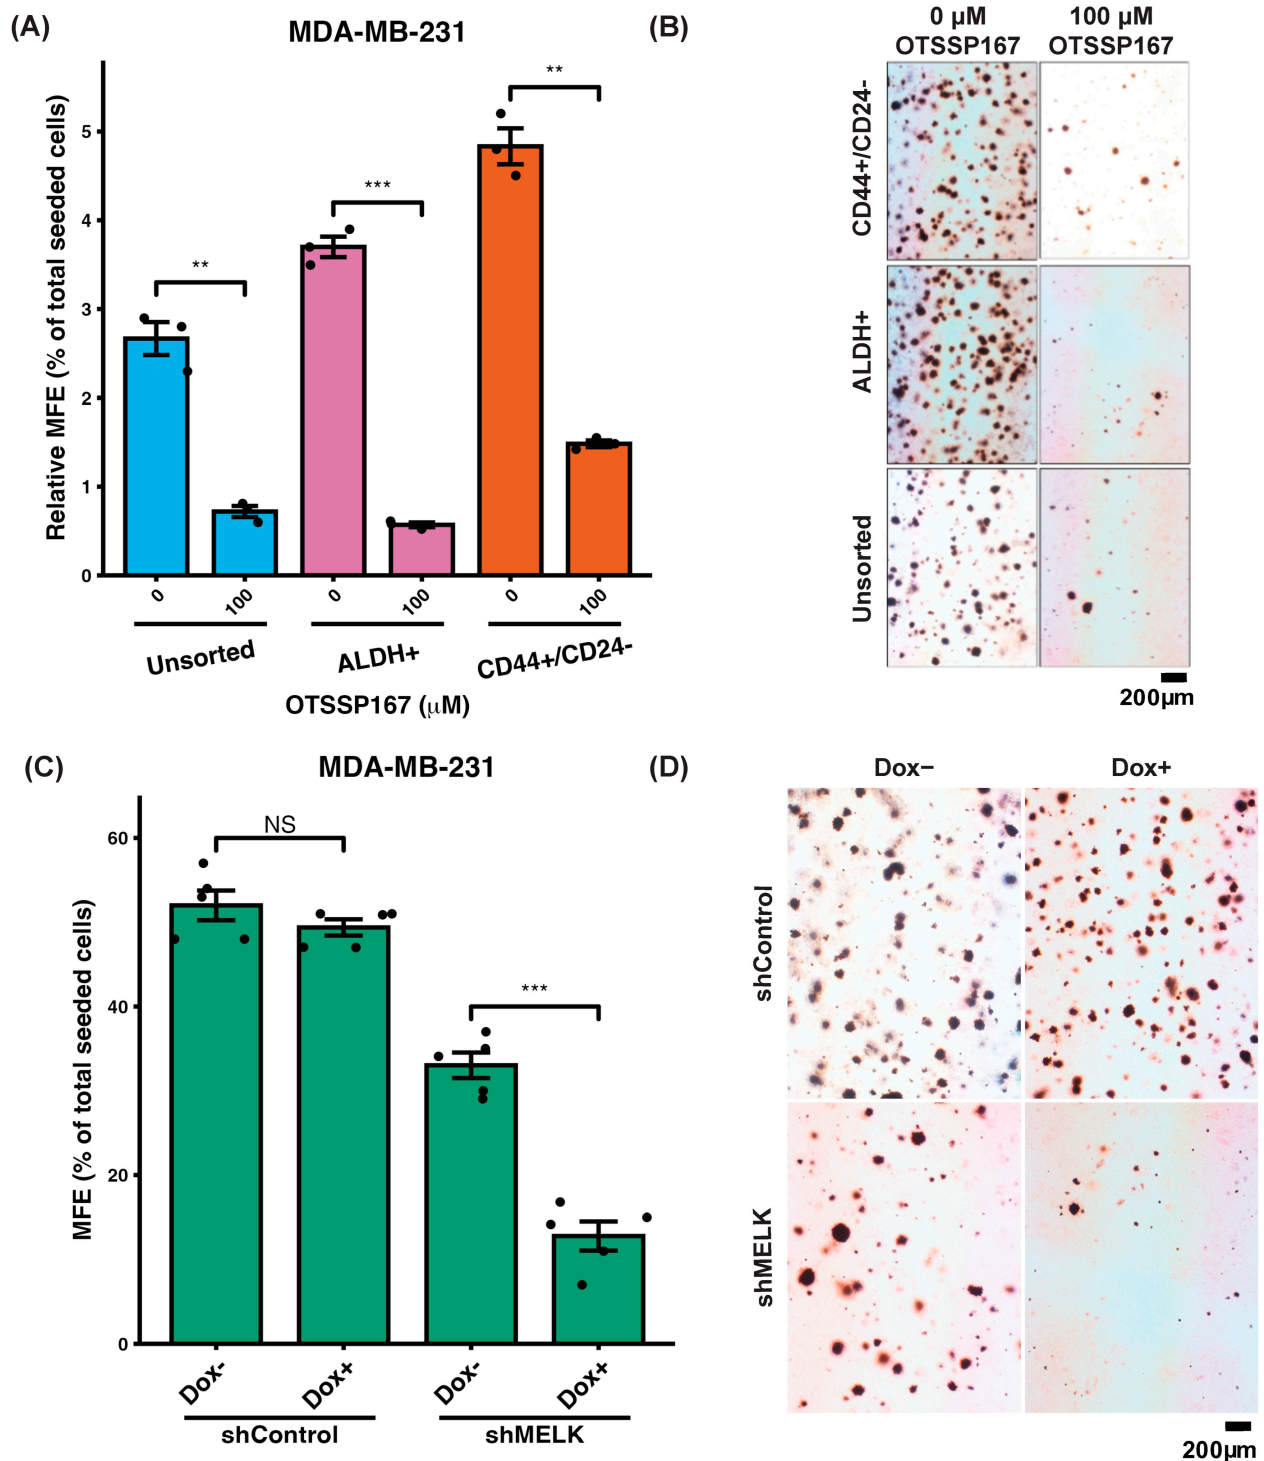 (A)
MDA-MB-231
Relative MFE (% of total seeded cells)
5
4
3
2
1
0
**
***
**
0
100
0
100
0
100
Unsorted
ALDH+
CD44+/CD24-
OTSSP167 (μM)
(B)
0 μM
OTSSP167
100 μM
OTSSP167
CD44+/CD24-
ALDH+
Unsorted
200μm
(C)
MDA-MB-231
MFE (% of total seeded cells)
60
40
20
0
NS
***
Dox-
Dox+
Dox-
Dox+
shControl
shMELK
(D)
Dox–
Dox+
shControl
shMELK
200μm